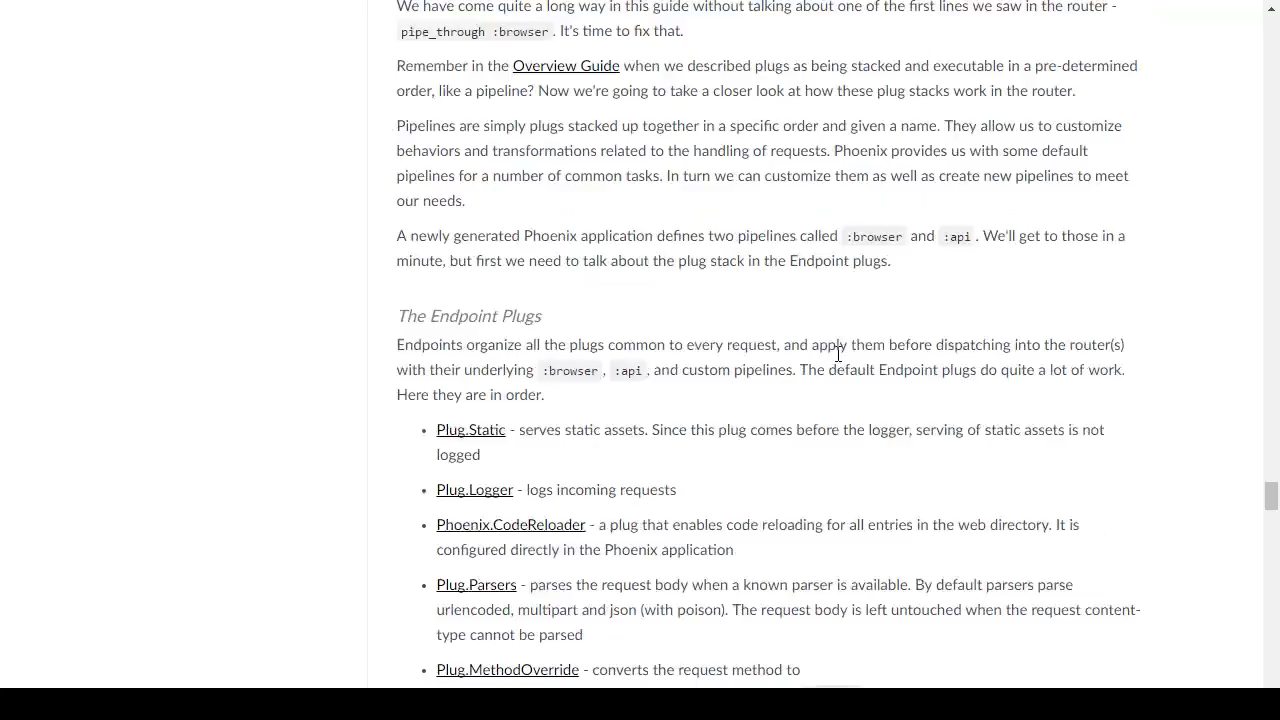 We have come quite a long way in this guide without talking about one of the first lines we saw in the router -
pipe_through :browser. It's time to fix that.
Remember in the Overview Guide when we described plugs as being stacked and executable in a pre-determined
order, like a pipeline? Now we're going to take a closer look at how these plug stacks work in the router.
Pipelines are simply plugs stacked up together in a specific order and given a name. They allow us to customize
behaviors and transformations related to the handling of requests. Phoenix provides us with some default
pipelines for a number of common tasks. In turn we can customize them as well as create new pipelines to meet
our needs.
A newly generated Phoenix application defines two pipelines called :browser and :api. We'll get to those in a
minute, but first we need to talk about the plug stack in the Endpoint plugs.
The Endpoint Plugs
Endpoints organize all the plugs common to every request, and apply them before dispatching into the router(s)
with their underlying :browser, :api, and custom pipelines. The default Endpoint plugs do quite a lot of work.
Here they are in order.
• Plug.Static - serves static assets. Since this plug comes before the logger, serving of static assets is not
logged
• Plug.Logger - logs incoming requests
• Phoenix.CodeReloader - a plug that enables code reloading for all entries in the web directory. It is
configured directly in the Phoenix application
• Plug.Parsers - parses the request body when a known parser is available. By default parsers parse
urlencoded, multipart and json (with poison). The request body is left untouched when the request content-
type cannot be parsed
• Plug.MethodOverride - converts the request method to